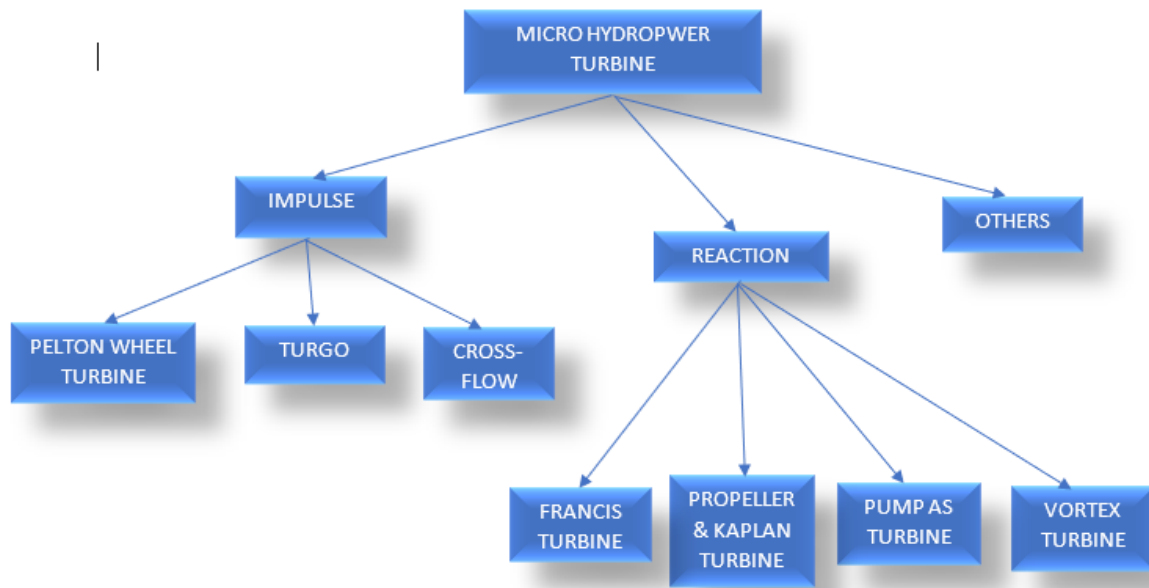 MICRO HYDROPWER
TURBINE
IMPULSE
OTHERS
REACTION
PELTON WHEEL
TURBINE
TURGO
CROSS-
FLOW
FRANCIS
TURBINE
PROPELLER
& KAPLAN
TURBINE
PUMP AS
TURBINE
VORTEX
TURBINE